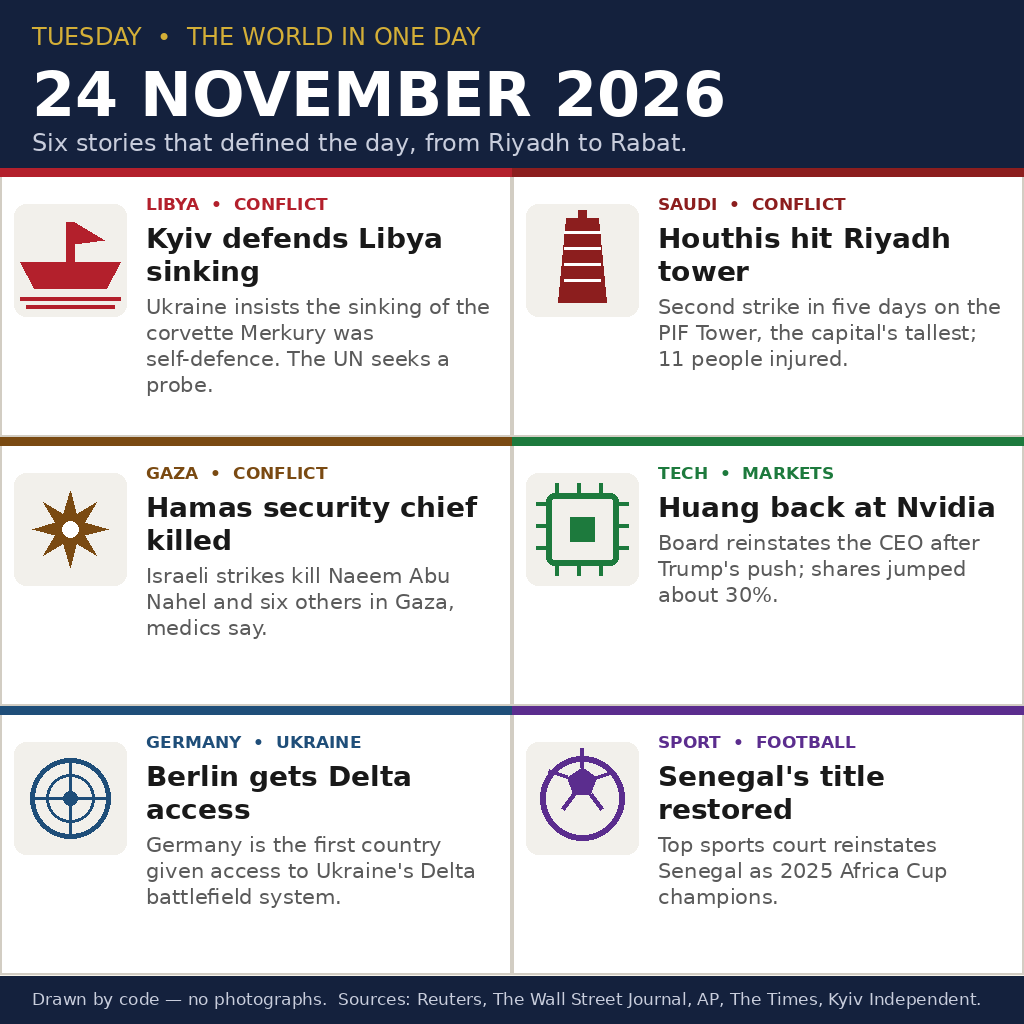 TUESDAY • THE WORLD IN ONE DAY
24 NOVEMBER 2026
Six stories that defined the day, from Riyadh to Rabat.
LIBYA • CONFLICT
Kyiv defends Libya
sinking
Ukraine insists the sinking of the
corvette Merkury was
self-defence. The UN seeks a
probe.
SAUDI • CONFLICT
Houthis hit Riyadh
tower
Second strike in five days on the
PIF Tower, the capital's tallest;
11 people injured.
GAZA • CONFLICT
Hamas security chief
killed
Israeli strikes kill Naeem Abu
Nahel and six others in Gaza,
medics say.
TECH • MARKETS
Huang back at Nvidia
Board reinstates the CEO after
Trump's push; shares jumped
about 30%.
GERMANY • UKRAINE
Berlin gets Delta
access
Germany is the first country
given access to Ukraine's Delta
battlefield system.
SPORT • FOOTBALL
Senegal's title
restored
Top sports court reinstates
Senegal as 2025 Africa Cup
champions.
Drawn by code — no photographs. Sources: Reuters, The Wall Street Journal, AP, The Times, Kyiv Independent.